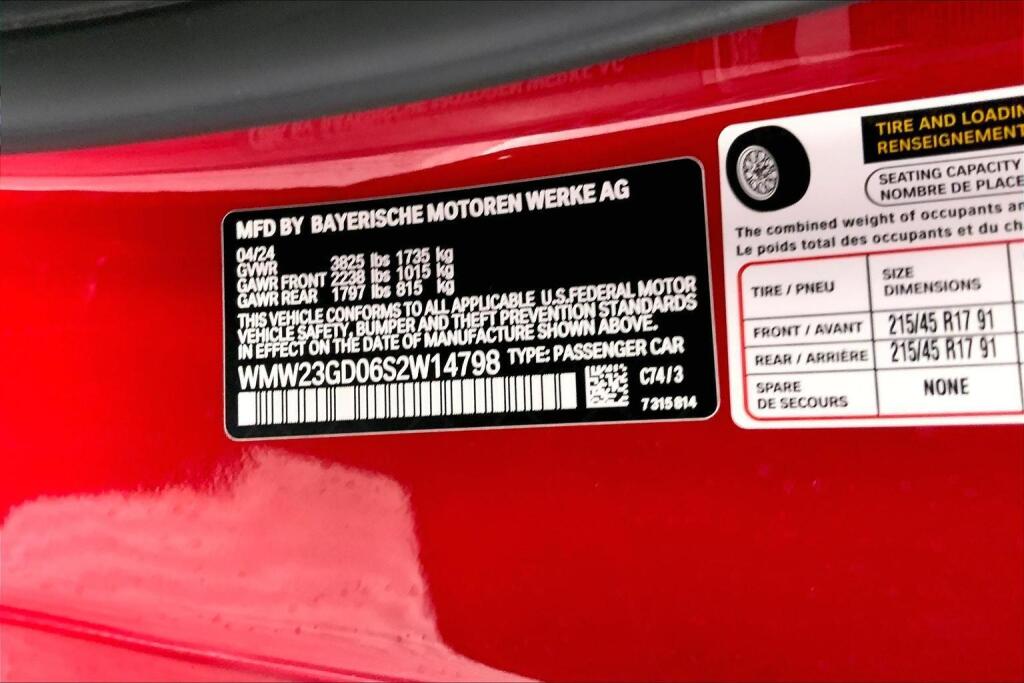 MFD BY BAYERISCHE MOTOREN WERKE AG
04/24
GVWR 3825 lbs 1735 kg
GAWR FRONT 2238 lbs 1015 kg
GAWR REAR 1797 lbs 815 kg
THIS VEHICLE CONFORMS TO ALL APPLICABLE U.S.FEDERAL MOTOR
VEHICLE SAFETY, BUMPER AND THEFT PREVENTION STANDARDS
IN EFFECT ON THE DATE OF MANUFACTURE SHOWN ABOVE.
WMW23GD06S2W14798 TYPE: PASSENGER CAR
C74/3
7315814
TIRE AND LOADIN
RENSEIGNEMENT
SEATING CAPACITY
NOMBRE DE PLACE
The combined weight of occupants an
Le poids total des occupants et du ch
TIRE / PNEU SIZE
DIMENSIONS
FRONT / AVANT 215/45 R17 91
REAR / ARRIÈRE 215/45 R17 91
SPARE
DE SECOURS NONE